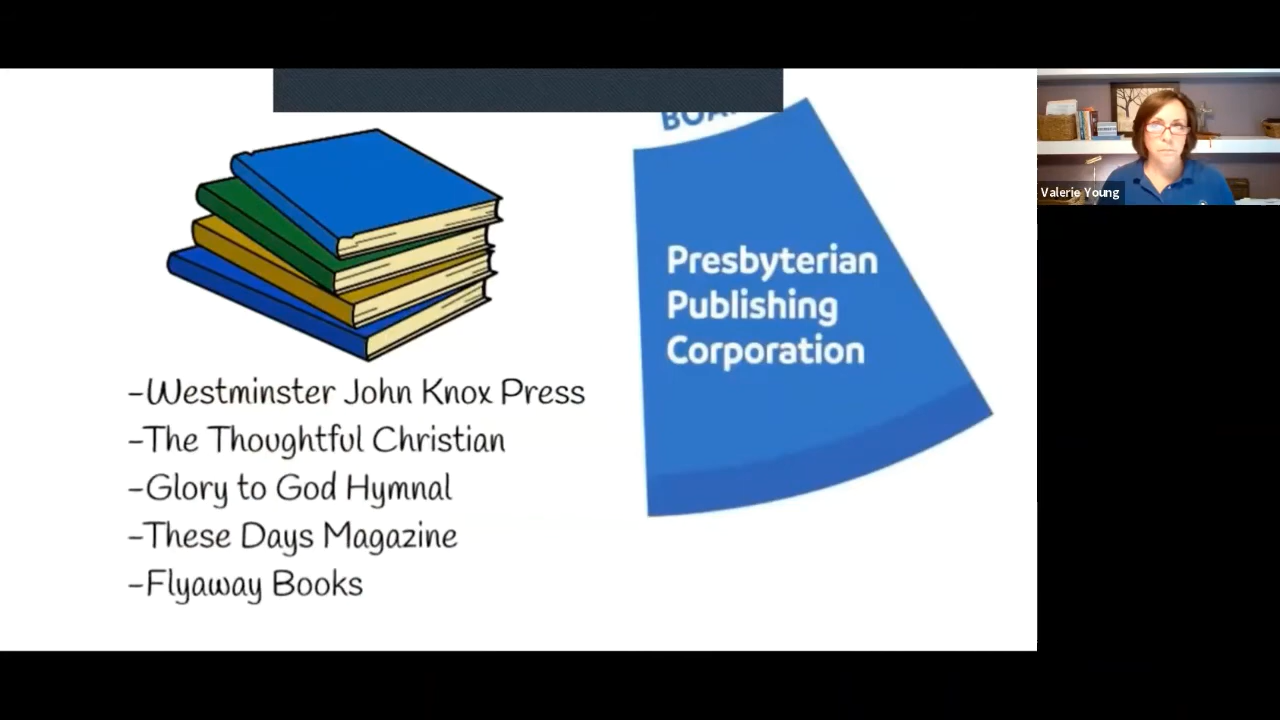 Presbyterian
Publishing
Corporation
-Westminster John Knox Press
-The Thoughtful Christian
-Glory to God Hymnal
-These Days Magazine
-Flyaway Books
Valerie Young